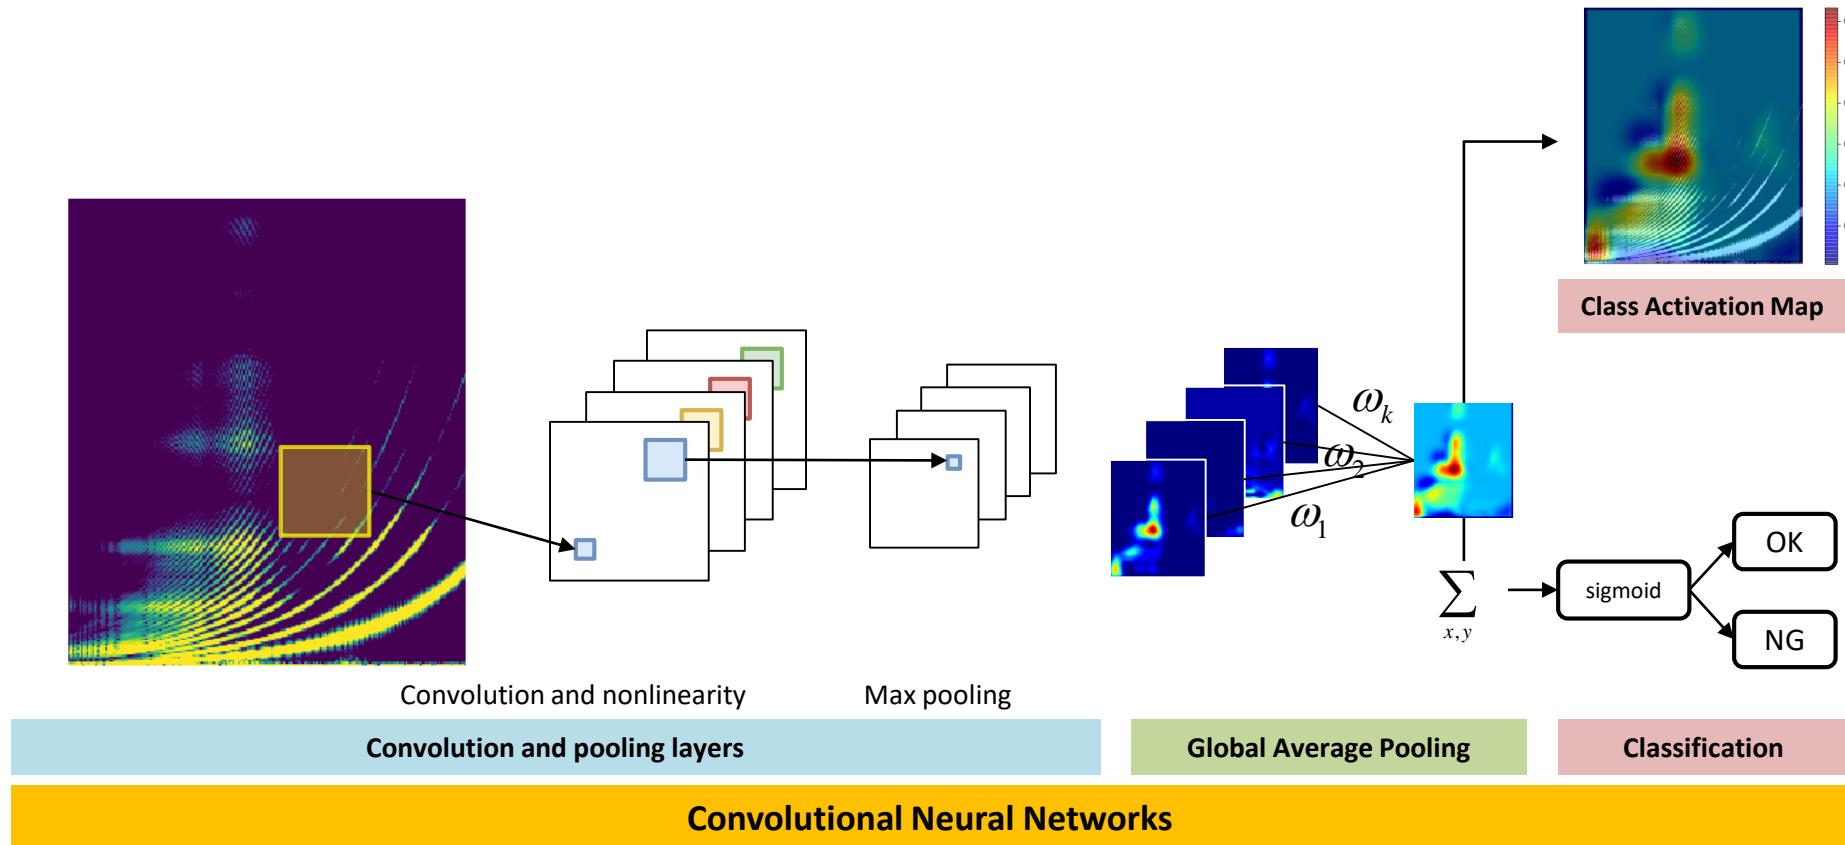 Class Activation Map
ω_k
ω_2
ω_1
OK
∑
x, y
sigmoid
NG
Convolution and nonlinearity
Max pooling
Convolution and pooling layers
Global Average Pooling
Classification
Convolutional Neural Networks